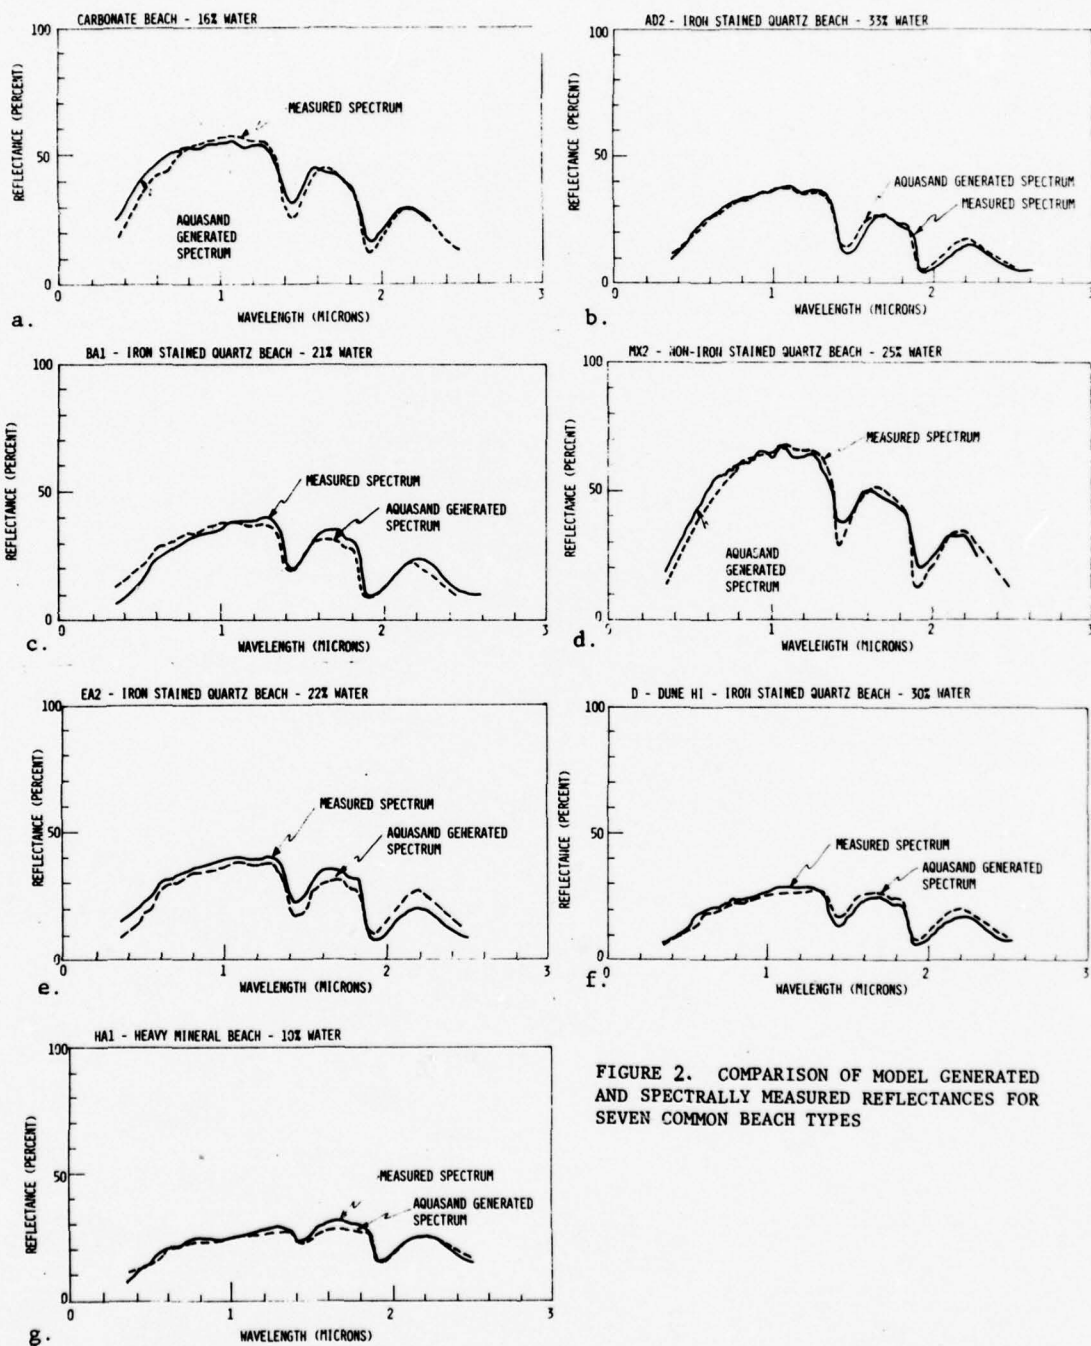 CARBONATE BEACH - 16% WATER
100
50
0
REFLECTANCE (PERCENT)
MEASURED SPECTRUM
AQUASAND
GENERATED
SPECTRUM
0 1 2 3
WAVELENGTH (MICRONS)
a.
AD2 - IRON STAINED QUARTZ BEACH - 33% WATER
100
50
0
REFLECTANCE (PERCENT)
AQUASAND GENERATED SPECTRUM
MEASURED SPECTRUM
0 1 2 3
WAVELENGTH (MICRONS)
b.
BA1 - IRON STAINED QUARTZ BEACH - 21% WATER
100
50
0
REFLECTANCE (PERCENT)
MEASURED SPECTRUM
AQUASAND GENERATED
SPECTRUM
0 1 2 3
WAVELENGTH (MICRONS)
c.
MX2 - NON-IRON STAINED QUARTZ BEACH - 25% WATER
100
50
0
REFLECTANCE (PERCENT)
MEASURED SPECTRUM
AQUASAND
GENERATED
SPECTRUM
0 1 2 3
WAVELENGTH (MICRONS)
d.
EA2 - IRON STAINED QUARTZ BEACH - 22% WATER
100
50
0
REFLECTANCE (PERCENT)
MEASURED SPECTRUM
AQUASAND GENERATED
SPECTRUM
0 1 2 3
WAVELENGTH (MICRONS)
e.
D - DUNE HI - IRON STAINED QUARTZ BEACH - 30% WATER
100
50
0
REFLECTANCE (PERCENT)
MEASURED SPECTRUM
AQUASAND GENERATED
SPECTRUM
0 1 2 3
WAVELENGTH (MICRONS)
f.
HA1 - HEAVY MINERAL BEACH - 10% WATER
100
50
0
REFLECTANCE (PERCENT)
MEASURED SPECTRUM
AQUASAND GENERATED
SPECTRUM
0 1 2 3
WAVELENGTH (MICRONS)
g.
FIGURE 2. COMPARISON OF MODEL GENERATED
AND SPECTRALLY MEASURED REFLECTANCES FOR
SEVEN COMMON BEACH TYPES